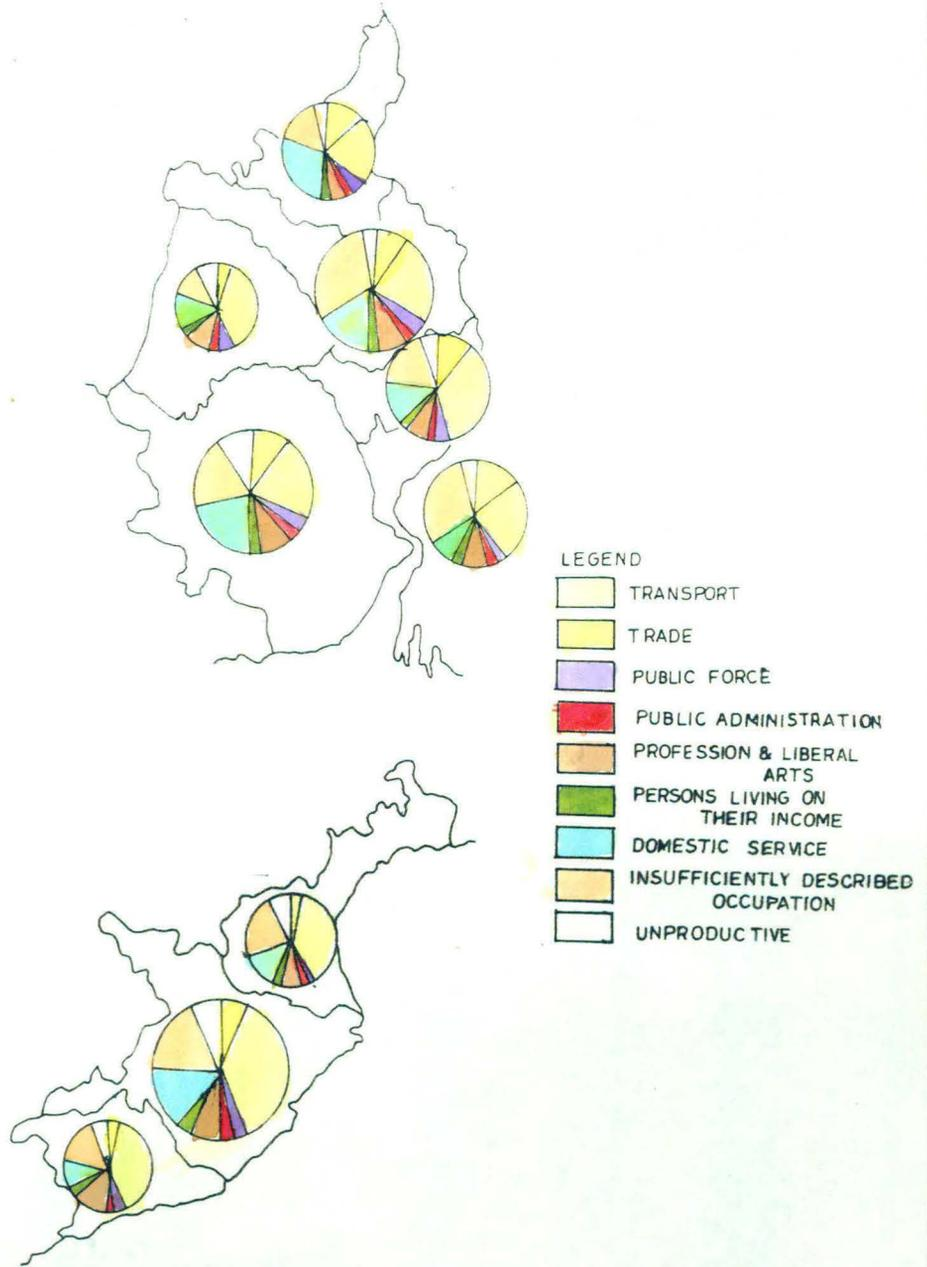 LEGEND
TRANSPORT
TRADE
PUBLIC FORCE
PUBLIC ADMINISTRATION
PROFESSION & LIBERAL
ARTS
PERSONS LIVING ON
THEIR INCOME
DOMESTIC SERVICE
INSUFFICIENTLY DESCRIBED
OCCUPATION
UNPRODUCTIVE